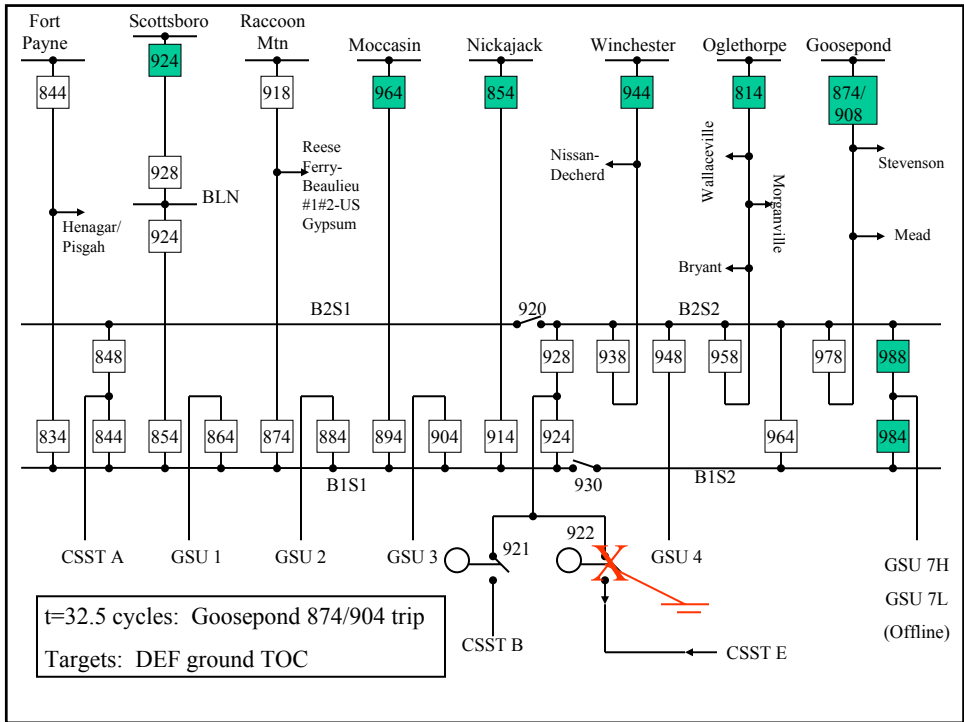 Fort
Payne
Scottsboro
Raccoon
Mtn
Moccasin
Nickajack
Winchester
Oglethorpe
Goosepond
844
924
918
964
854
944
814
874/
908
928
BLN
924
Henagar/
Pisgah
Reese
Ferry-
Beaulieu
#1#2-US
Gypsum
Nissan-
Decherd
Wallaceville
Morganville
Bryant
Stevenson
Mead
B2S1
920
B2S2
848
928
938
948
958
978
988
834
844
854
864
874
884
894
904
914
924
964
984
B1S1
930
B1S2
CSST A
GSU 1
GSU 2
GSU 3
921
922
GSU 4
GSU 7H
GSU 7L
(Offline)
CSST B
CSST E
t=32.5 cycles: Goosepond 874/904 trip
Targets: DEF ground TOC